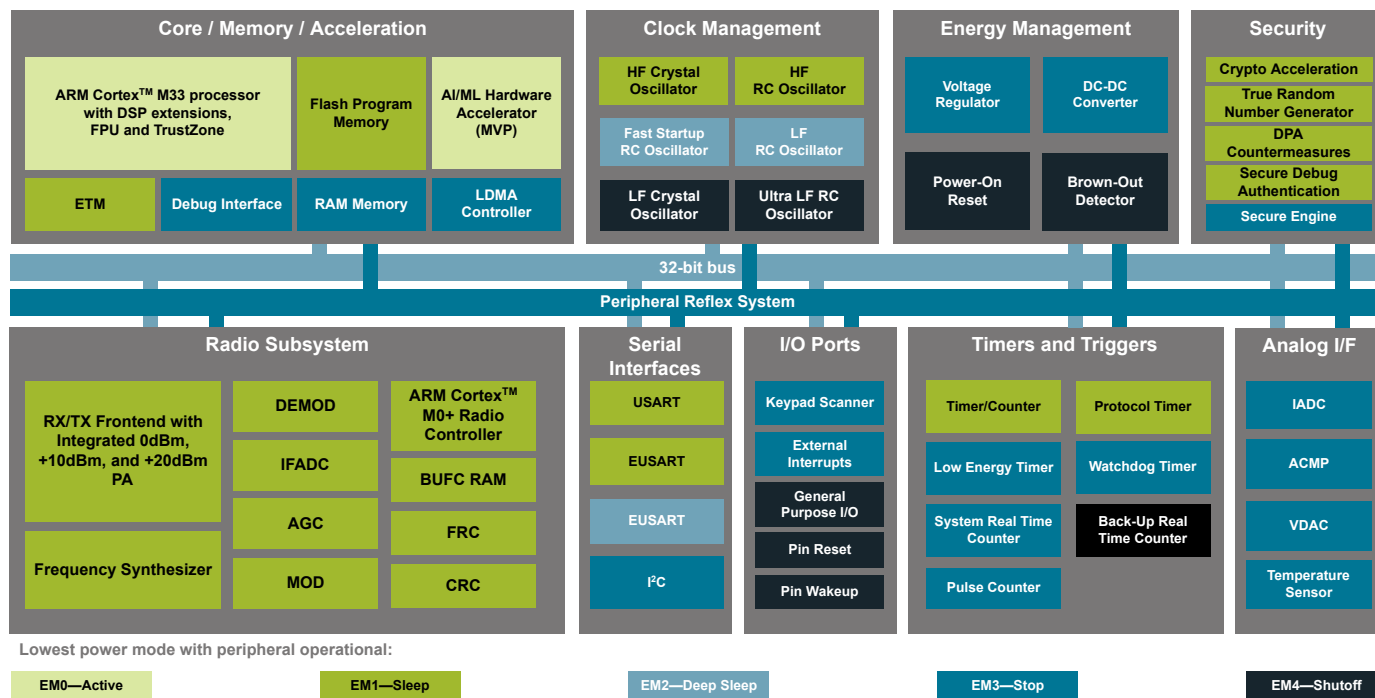 Core / Memory / Acceleration
ARM Cortex™ M33 processor
with DSP extensions,
FPU and TrustZone
Flash Program
Memory
AI/ML Hardware
Accelerator
(MVP)
ETM
Debug Interface
RAM Memory
LDMA
Controller
Clock Management
HF Crystal
Oscillator
HF
RC Oscillator
Fast Startup
RC Oscillator
LF
RC Oscillator
LF Crystal
Oscillator
Ultra LF RC
Oscillator
Energy Management
Voltage
Regulator
DC-DC
Converter
Power-On
Reset
Brown-Out
Detector
Security
Crypto Acceleration
True Random
Number Generator
DPA
Countermeasures
Secure Debug
Authentication
Secure Engine
32-bit bus
Peripheral Reflex System
Radio Subsystem
RX/TX Frontend with
Integrated 0dBm,
+10dBm, and +20dBm
PA
Frequency Synthesizer
DEMOD
IFADC
AGC
MOD
ARM Cortex™
M0+ Radio
Controller
BUFC RAM
FRC
CRC
Serial
Interfaces
USART
EUSART
EUSART
I²C
I/O Ports
Keypad Scanner
External
Interrupts
General
Purpose I/O
Pin Reset
Pin Wakeup
Timers and Triggers
Timer/Counter
Protocol Timer
Low Energy Timer
Watchdog Timer
System Real Time
Counter
Back-Up Real
Time Counter
Pulse Counter
Analog I/F
IADC
ACMP
VDAC
Temperature
Sensor
Lowest power mode with peripheral operational:
EM0—Active
EM1—Sleep
EM2—Deep Sleep
EM3—Stop
EM4—Shutoff